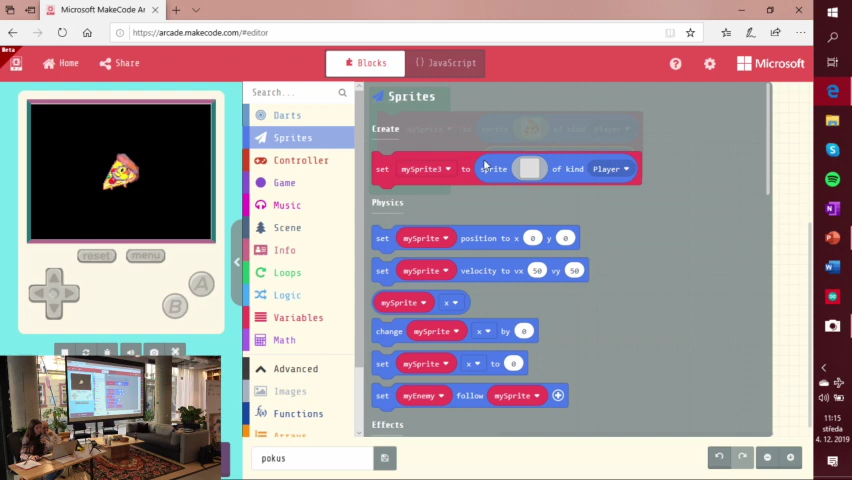 Microsoft MakeCode Ar
https://arcade.makecode.com/#editor
Beta
Home
Share
Blocks
{ } JavaScript
Microsoft
Search...
Darts
Sprites
Controller
Game
Music
Scene
Info
Loops
Logic
Variables
Math
Advanced
Images
Functions
Arrays
reset
menu
A
B
Sprites
Create
set mySprite3 to sprite of kind Player
Physics
set mySprite position to x 0 y 0
set mySprite velocity to vx 50 vy 50
mySprite x
change mySprite x by 0
set mySprite x to 0
set myEnemy follow mySprite
Effects
pokus
11:15
středa
4. 12. 2019